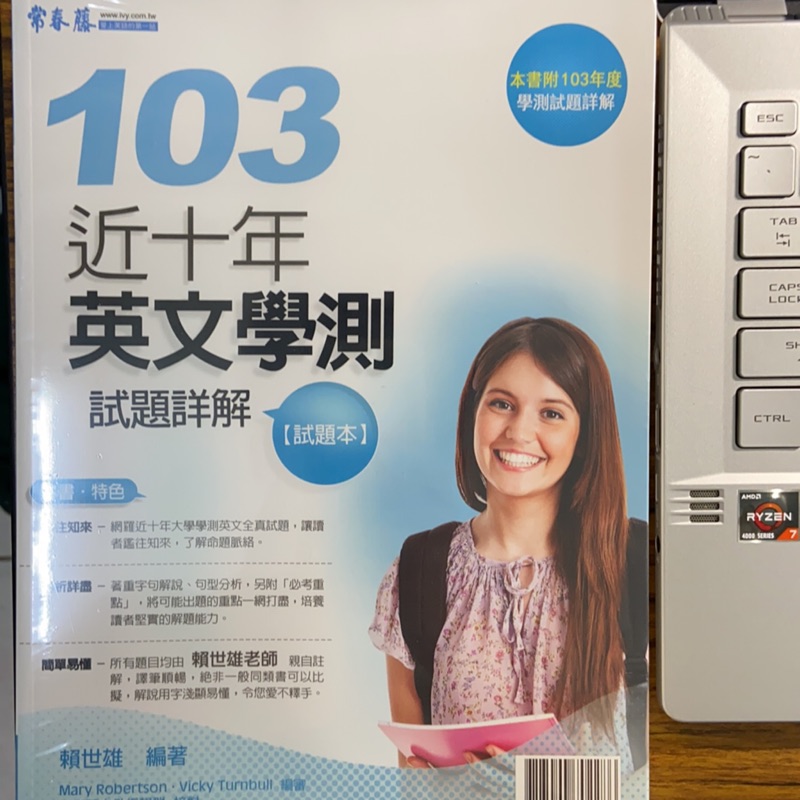 常春藤
www.ivy.com.tw
本書附103年度
學測試題詳解
103
近十年
英文學測
試題詳解
【試題本】
書·特色
往知來 – 網羅近十年大學學測英文全真試題,讓讀
者鑑往知來,了解命題脈絡。
析詳盡 – 著重字句解說、句型分析,另附「必考重
點」,將可能出題的重點一網打盡,培養
讀者堅實的解題能力。
簡單易懂 – 所有題目均由 賴世雄老師 親自註
解,譯筆順暢,絕非一般同類書可以比
擬,解說用字淺顯易懂,令您愛不釋手。
賴世雄 編著
Mary Robertson·Vicky Turnbull 編審
ESC
~
TAB
CAPS
LOCK
SH
CTRL
AMD
RYZEN
4000 SERIES 7